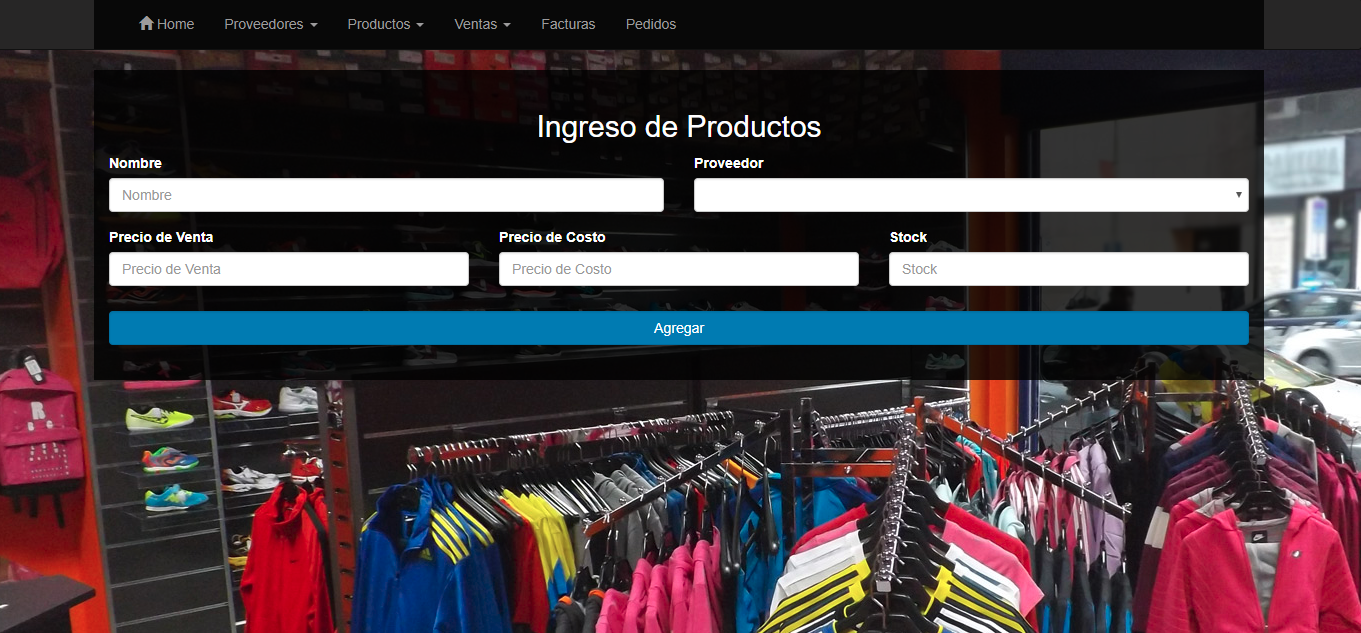 Home Proveedores Productos Ventas Facturas Pedidos
Ingreso de Productos
Nombre Proveedor
Nombre
Precio de Venta Precio de Costo Stock
Precio de Venta Precio de Costo Stock
Agregar